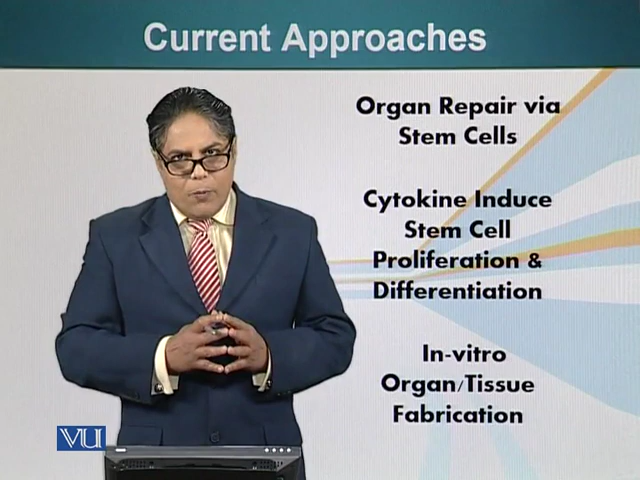 Current Approaches
Organ Repair via
Stem Cells
Cytokine Induce
Stem Cell
Proliferation &
Differentiation
In-vitro
Organ/Tissue
Fabrication
VU